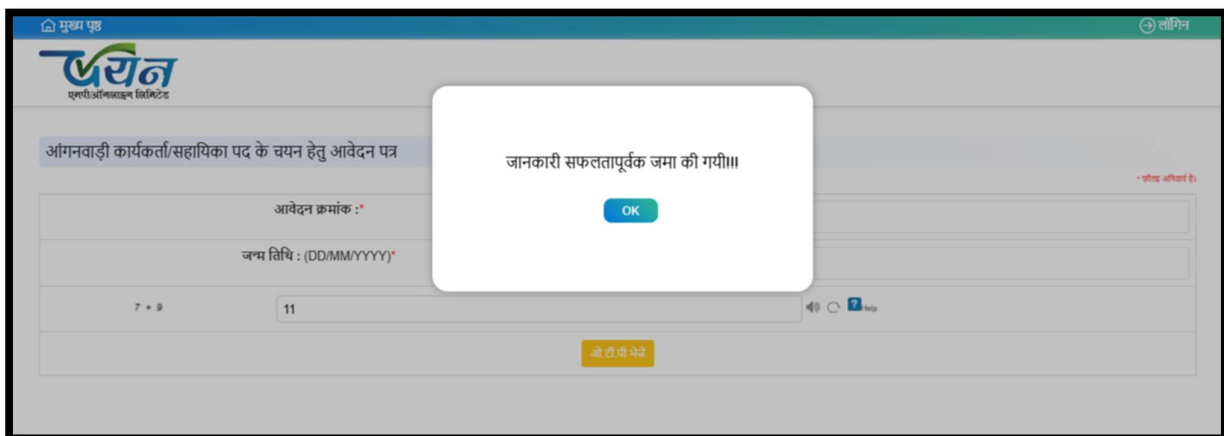 मुख्य पृष्ठ
लॉगिन
चयन
एमपीऑनलाइन लिमिटेड
आंगनवाड़ी कार्यकर्ता/सहायिका पद के चयन हेतु आवेदन पत्र
जानकारी सफलतापूर्वक जमा की गयी!!!
* फ़ील्ड अनिवार्य है।
OK
आवेदन क्रमांक :*
जन्म तिथि : (DD/MM/YYYY)*
7 + 9 11 ? Help
ओ.टी.पी भेजें